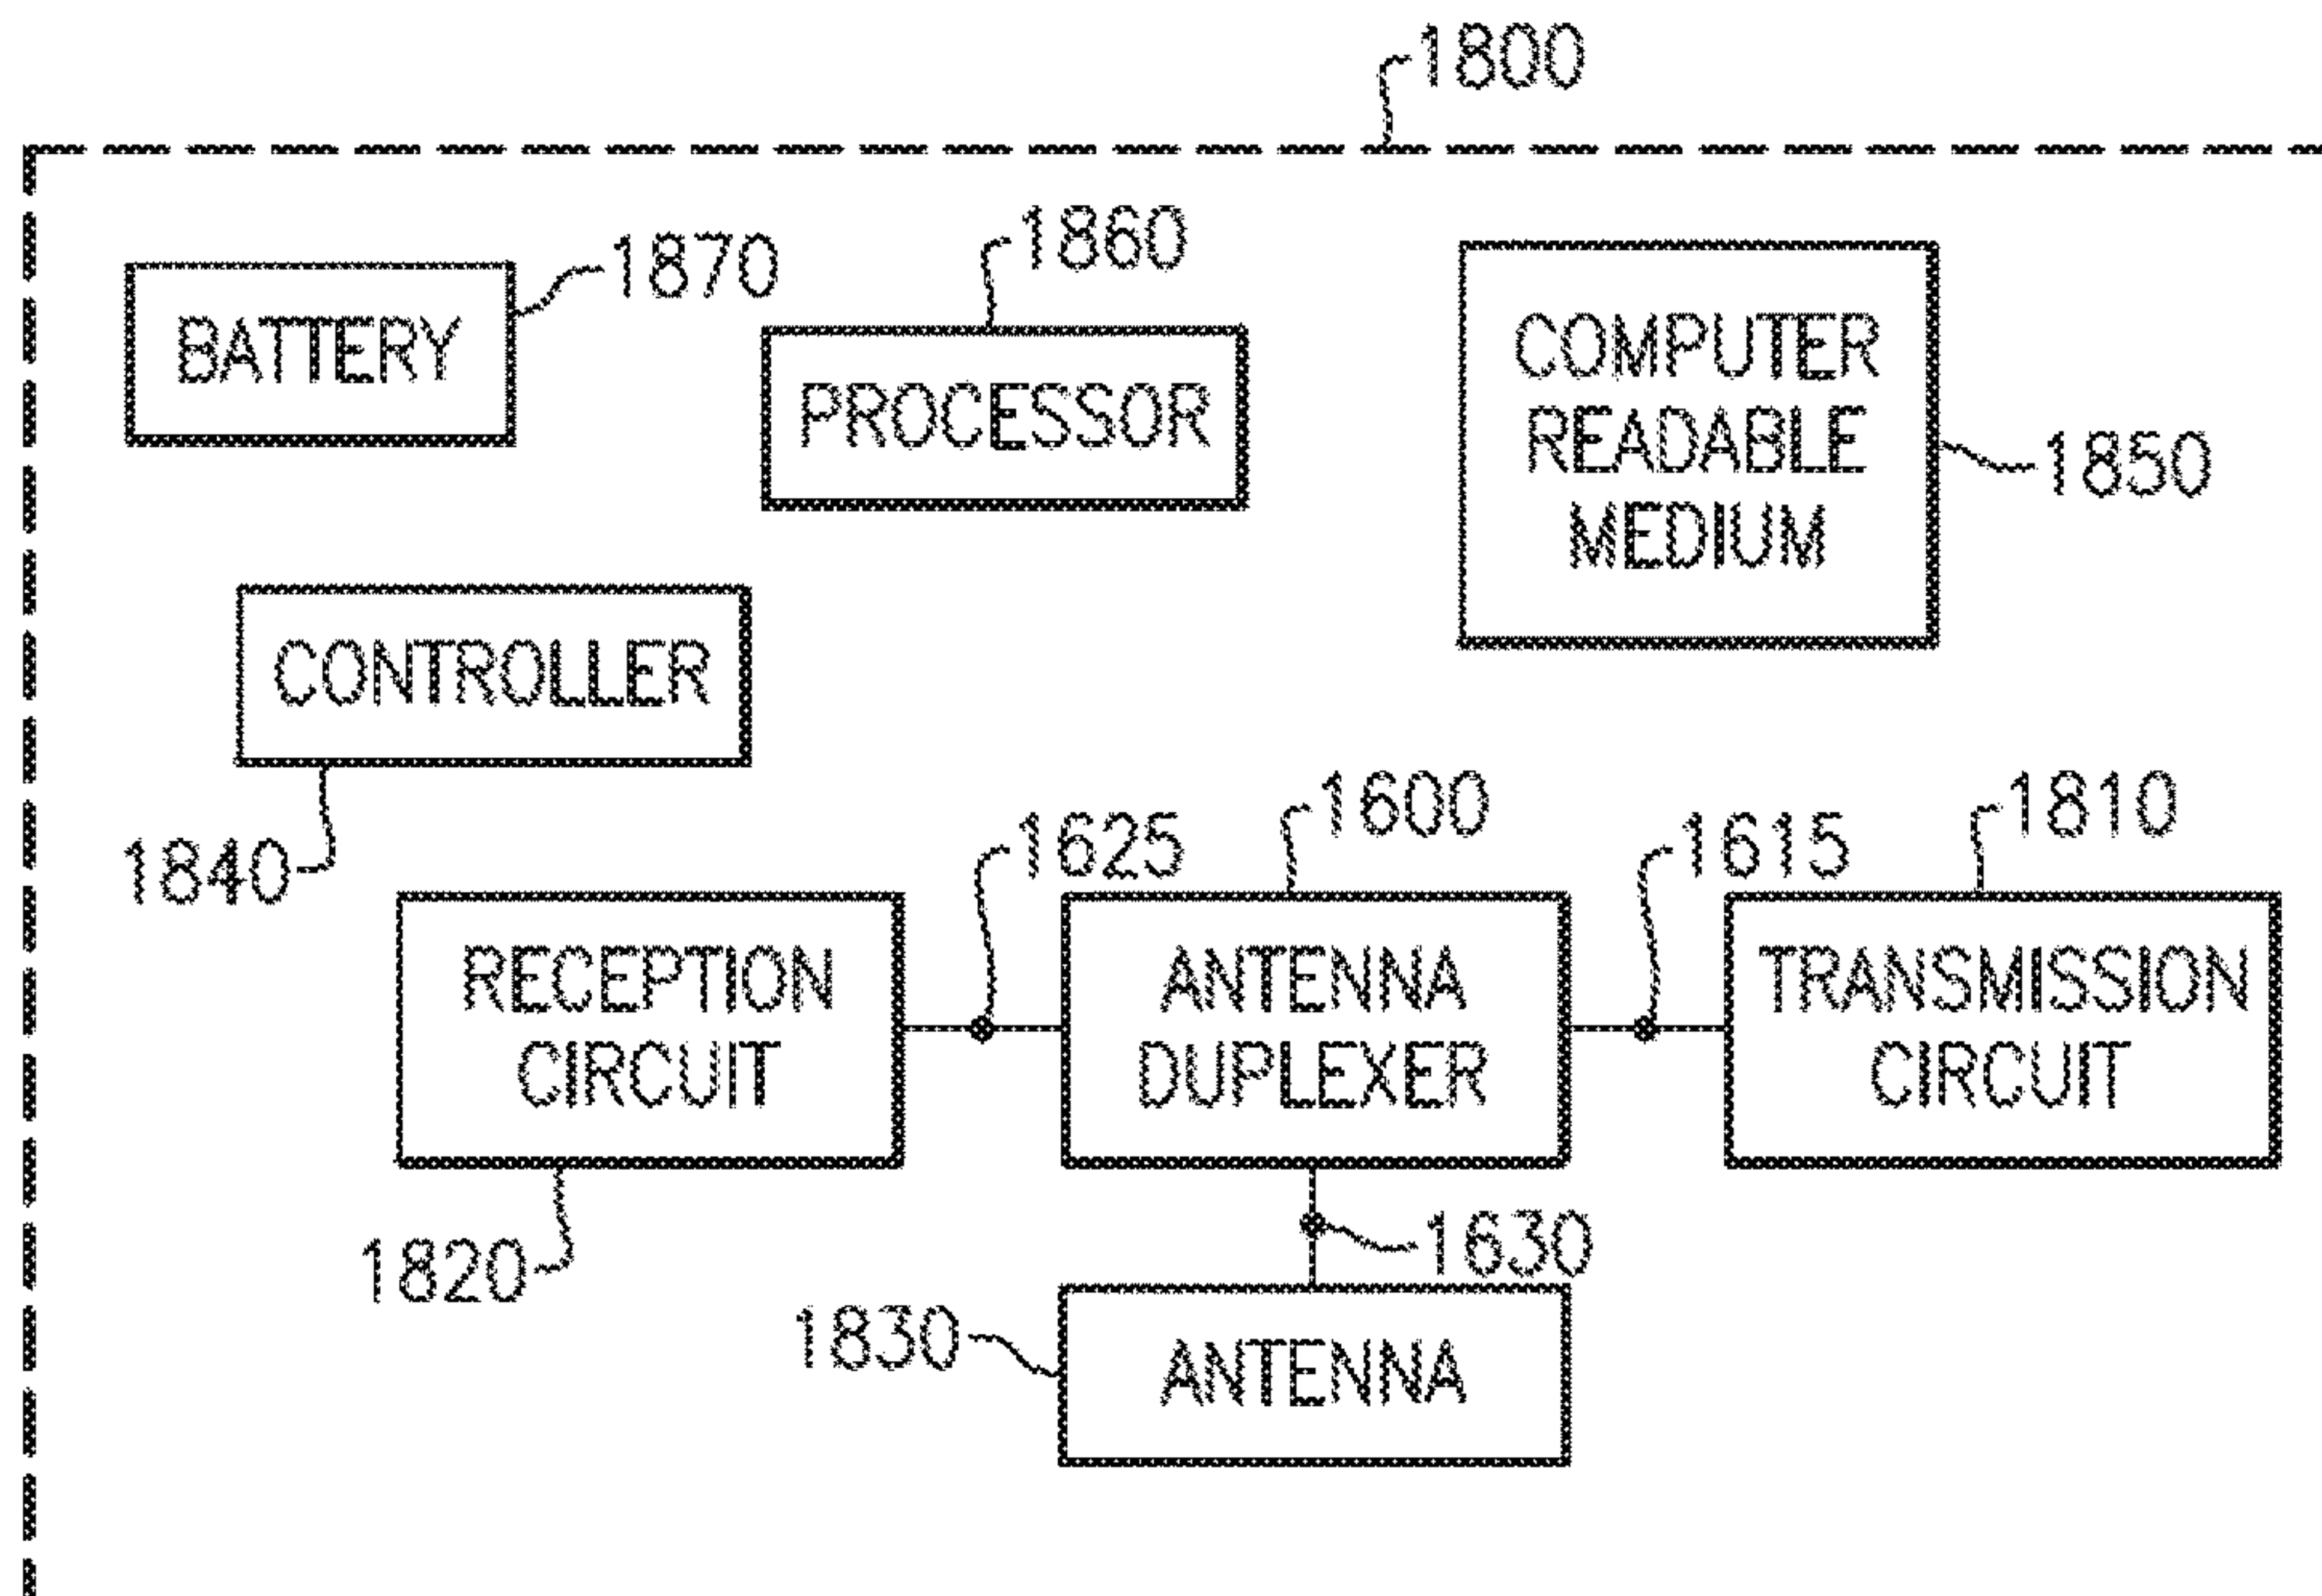 1800
1870
1860
BATTERY
PROCESSOR
COMPUTER
READABLE
MEDIUM
1850
CONTROLLER
1840
1625
1600
1615
1810
RECEPTION
CIRCUIT
ANTENNA
DUPLEXER
TRANSMISSION
CIRCUIT
1820
1630
1830
ANTENNA